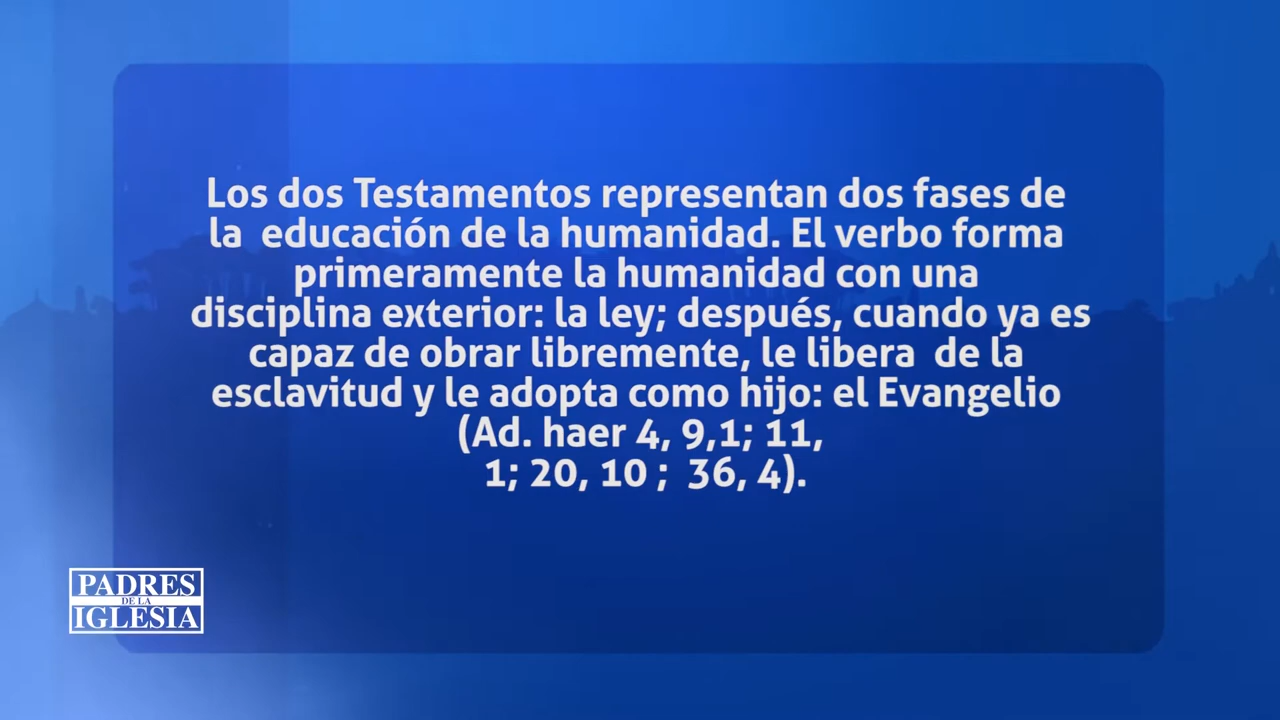 Los dos Testamentos representan dos fases de
la educación de la humanidad. El verbo forma
primeramente la humanidad con una
disciplina exterior: la ley; después, cuando ya es
capaz de obrar libremente, le libera de la
esclavitud y le adopta como hijo: el Evangelio
(Ad. haer 4, 9,1; 11,
1; 20, 10 ; 36, 4).
PADRES
DE LA
IGLESIA